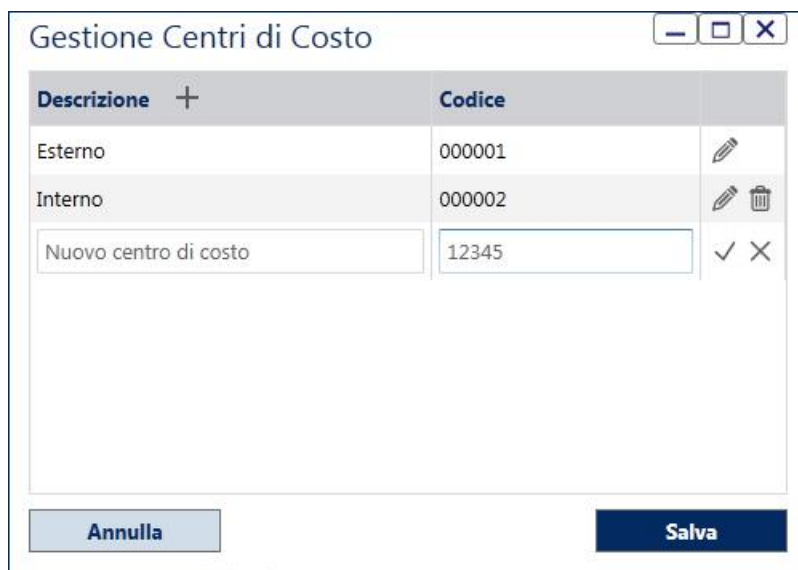 Gestione Centri di Costo
Descrizione Codice
Esterno 000001
Interno 000002
Nuovo centro di costo 12345
Annulla Salva